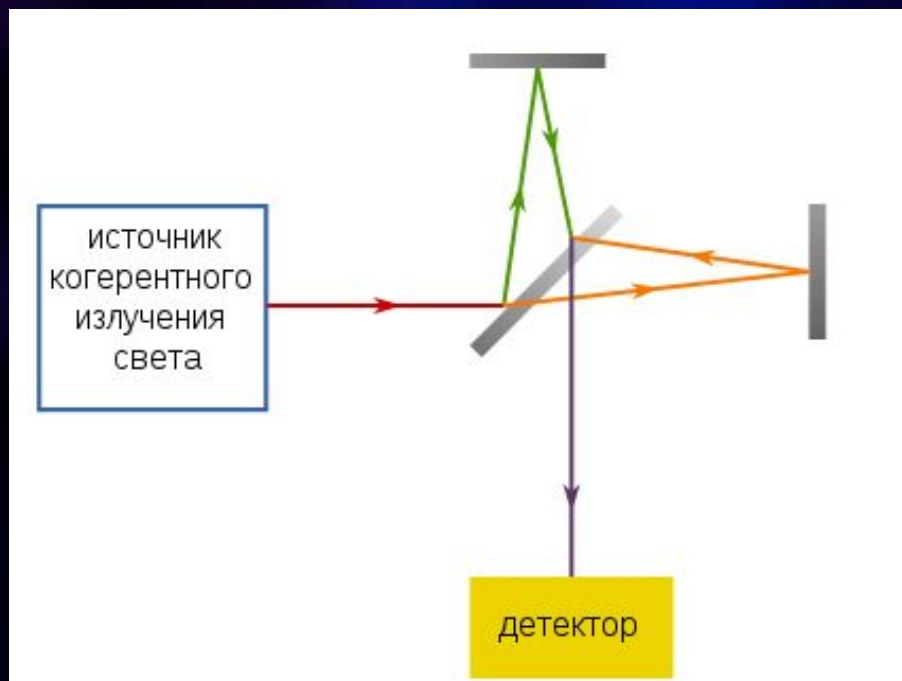 источник
когерентного
излучения
света
детектор